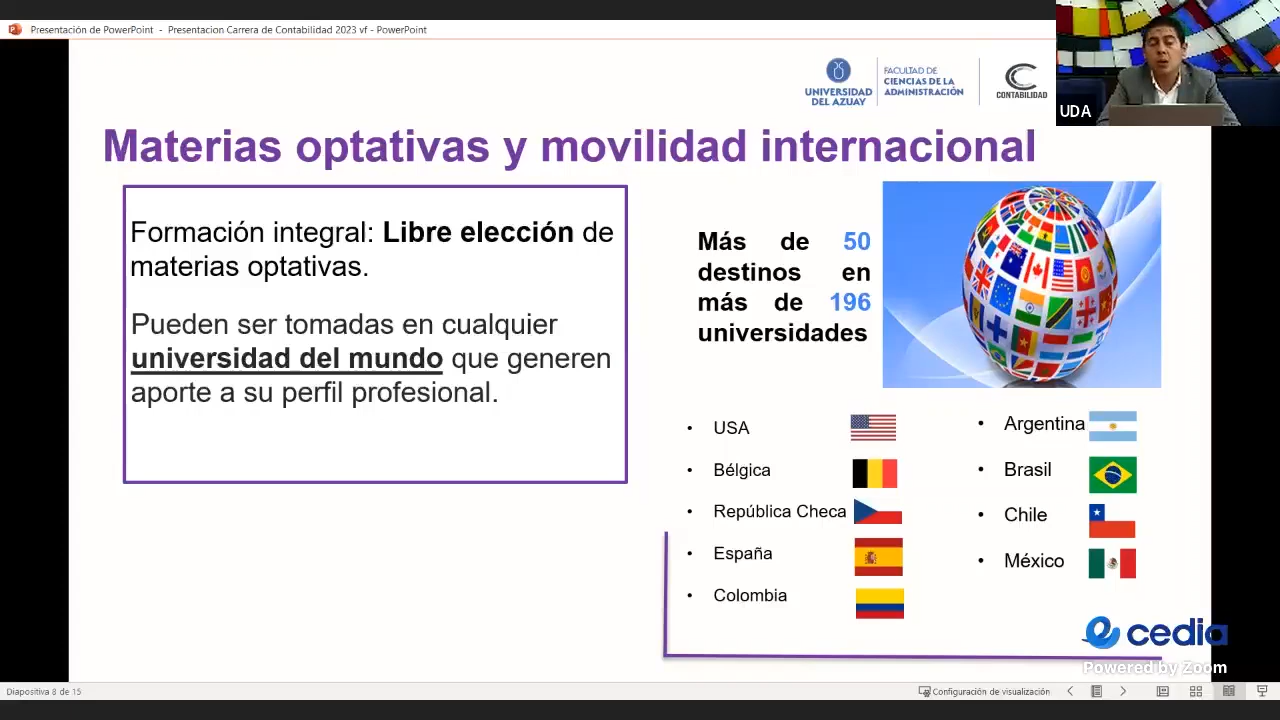 Presentación de PowerPoint - Presentacion Carrera de Contabilidad 2023 vf - PowerPoint
UDA
UNIVERSIDAD
DEL AZUAY
FACULTAD DE
CIENCIAS DE LA
ADMINISTRACIÓN
CONTABILIDAD
Materias optativas y movilidad internacional
Formación integral: Libre elección de
materias optativas.
Pueden ser tomadas en cualquier
universidad del mundo que generen
aporte a su perfil profesional.
Más de 50
destinos en
más de 196
universidades
• USA
• Bélgica
• República Checa
• España
• Colombia
• Argentina
• Brasil
• Chile
• México
cedia
Powered by Zoom
Diapositiva 8 de 15
Configuración de visualización